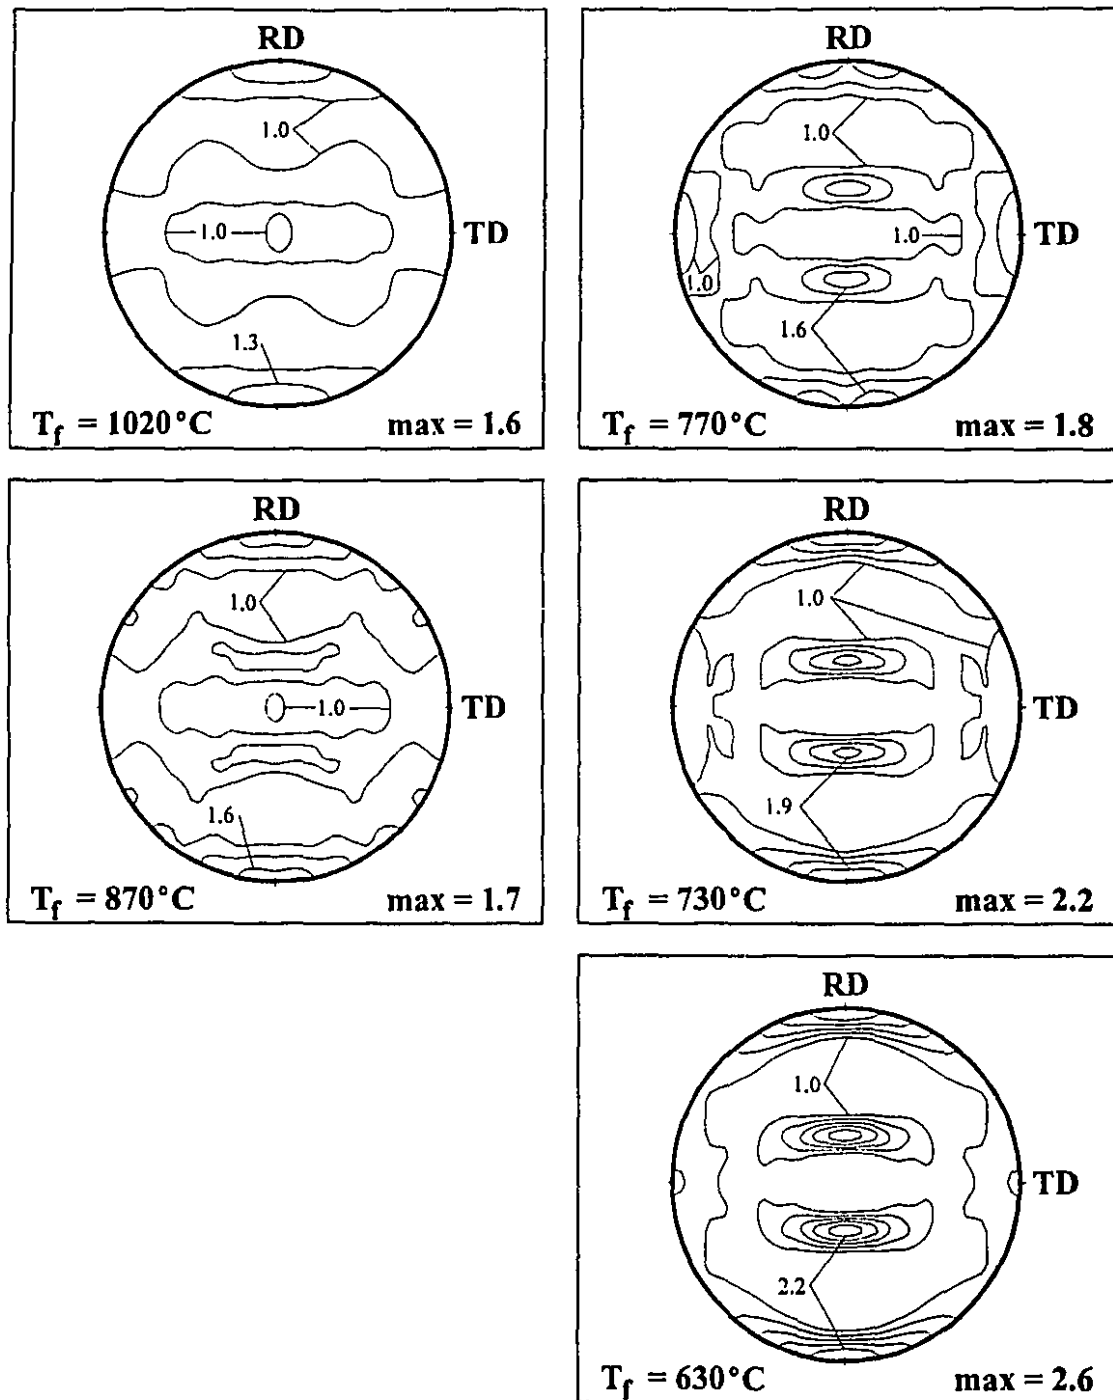 RD
1.0
1.0
TD
1.3
T_f = 1020°C max = 1.6
RD
1.0
1.0
TD
1.0
1.6
T_f = 770°C max = 1.8
RD
1.0
1.0
TD
1.6
T_f = 870°C max = 1.7
RD
1.0
TD
1.9
T_f = 730°C max = 2.2
RD
1.0
TD
2.2
T_f = 630°C max = 2.6